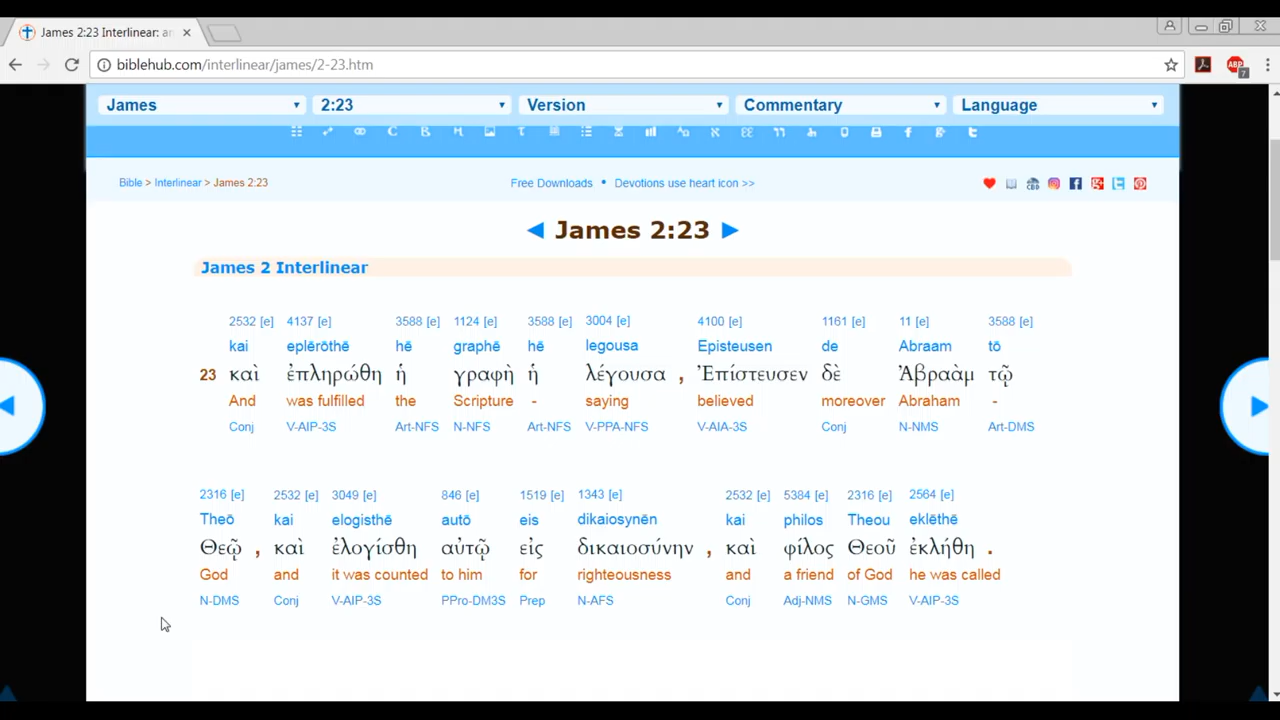 James 2:23 Interlinear: an
biblehub.com/interlinear/james/2-23.htm
ABP
7
James 2:23 Version Commentary Language
Bible > Interlinear > James 2:23 Free Downloads • Devotions use heart icon >>
◄ James 2:23 ►
James 2 Interlinear
2532 [e] 4137 [e] 3588 [e] 1124 [e] 3588 [e] 3004 [e] 4100 [e] 1161 [e] 11 [e] 3588 [e]
kai eplērōthē hē graphē hē legousa Episteusen de Abraam tō
23 καὶ ἐπληρώθη ἡ γραφὴ ἡ λέγουσα , Ἐπίστευσεν δὲ Ἀβραὰμ τῷ
And was fulfilled the Scripture - saying believed moreover Abraham -
Conj V-AIP-3S Art-NFS N-NFS Art-NFS V-PPA-NFS V-AIA-3S Conj N-NMS Art-DMS
2316 [e] 2532 [e] 3049 [e] 846 [e] 1519 [e] 1343 [e] 2532 [e] 5384 [e] 2316 [e] 2564 [e]
Theō kai elogisthē autō eis dikaiosynēn kai philos Theou eklēthē
Θεῷ , καὶ ἐλογίσθη αὐτῷ εἰς δικαιοσύνην , καὶ φίλος Θεοῦ ἐκλήθη .
God and it was counted to him for righteousness and a friend of God he was called
N-DMS Conj V-AIP-3S PPro-DM3S Prep N-AFS Conj Adj-NMS N-GMS V-AIP-3S